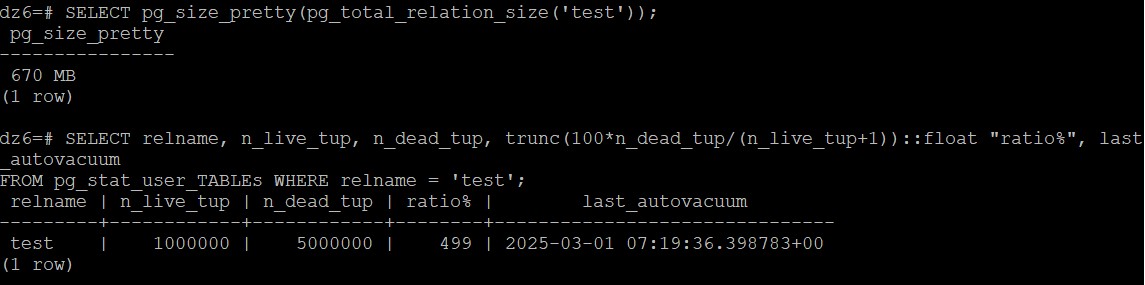 dz6=# SELECT pg_size_pretty(pg_total_relation_size('test'));
 pg_size_pretty
----------------
 670 MB
(1 row)

dz6=# SELECT relname, n_live_tup, n_dead_tup, trunc(100*n_dead_tup/(n_live_tup+1))::float "ratio%", last
_autovacuum
FROM pg_stat_user_TABLEs WHERE relname = 'test';
 relname | n_live_tup | n_dead_tup | ratio% |        last_autovacuum
---------+------------+------------+--------+-------------------------------
 test    |    1000000 |    5000000 |    499 | 2025-03-01 07:19:36.398783+00
(1 row)